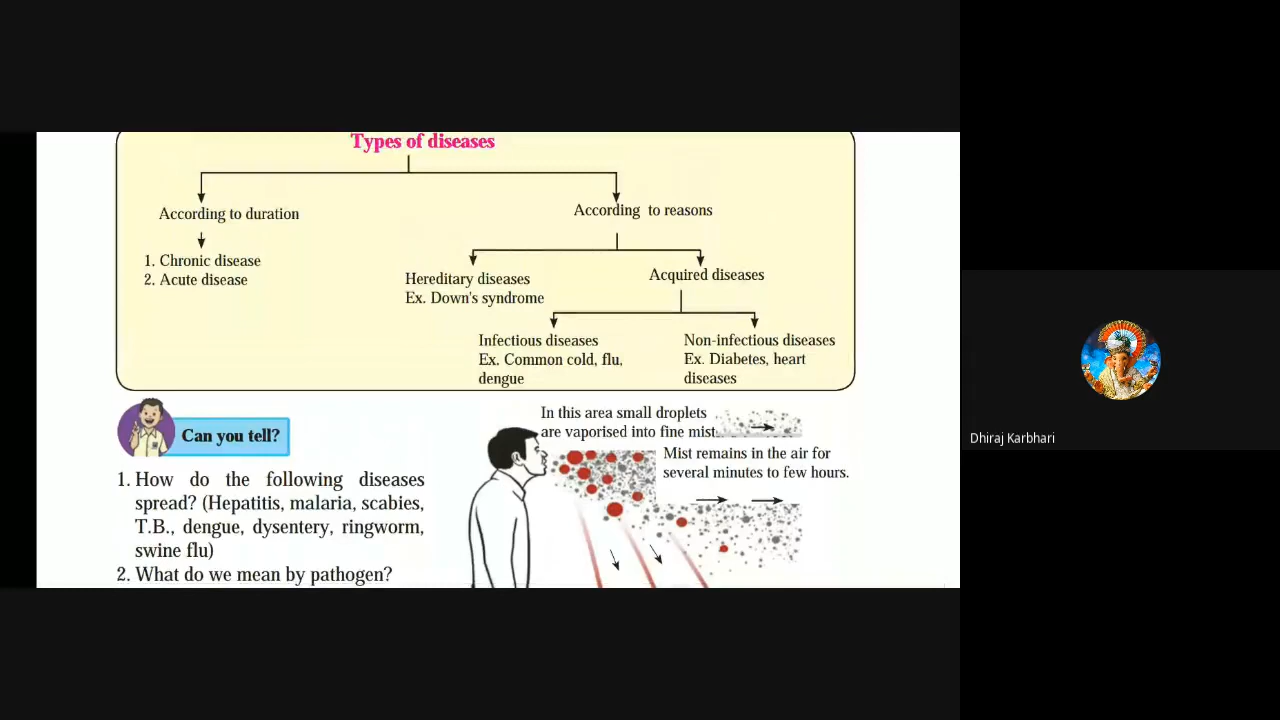 Types of diseases
According to duration
According to reasons
1. Chronic disease
2. Acute disease
Hereditary diseases
Ex. Down's syndrome
Acquired diseases
Infectious diseases
Ex. Common cold, flu,
dengue
Non-infectious diseases
Ex. Diabetes, heart
diseases
Can you tell?
1. How do the following diseases
spread? (Hepatitis, malaria, scabies,
T.B., dengue, dysentery, ringworm,
swine flu)
2. What do we mean by pathogen?
In this area small droplets
are vaporised into fine mist.
Mist remains in the air for
several minutes to few hours.
Dhiraj Karbhari